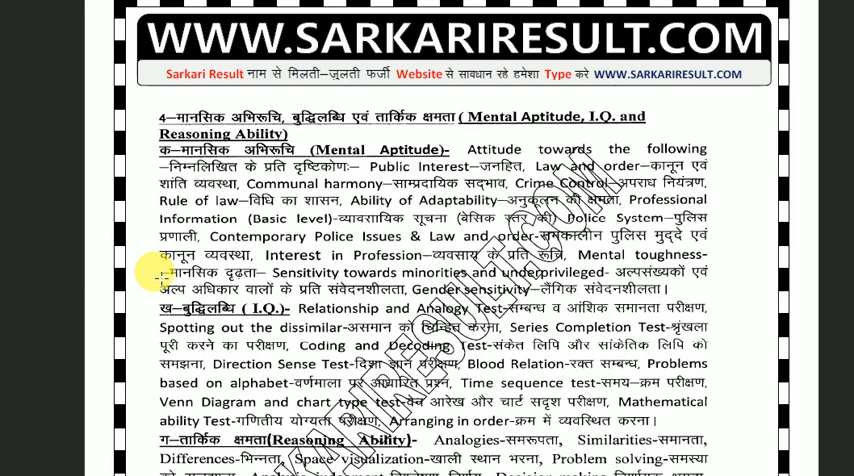 WWW.SARKARIRESULT.COM
Sarkari Result नाम से मिलती–जुलती फर्जी Website से सावधान रहे हमेशा Type करे WWW.SARKARIRESULT.COM
4–मानसिक अभिरूचि, बुद्धिलब्धि एवं तार्किक क्षमता ( Mental Aptitude, I.Q. and
Reasoning Ability)
क–मानसिक अभिरूचि (Mental Aptitude)- Attitude towards the following
-निम्नलिखित के प्रति दृष्टिकोणः- Public Interest–जनहित, Law and order–कानून एवं
शांति व्यवस्था, Communal harmony–साम्प्रदायिक सद्भाव, Crime Control–अपराध नियंत्रण,
Rule of law–विधि का शासन, Ability of Adaptability–अनुकूलन की क्षमता, Professional
Information (Basic level)-व्यावसायिक सूचना (बेसिक स्तर की) Police System–पुलिस
प्रणाली, Contemporary Police Issues & Law and order-समकालीन पुलिस मुद्दे एवं
कानून व्यवस्था, Interest in Profession–व्यवसाय के प्रति रूचि, Mental toughness-
-मानसिक दृढ़ता– Sensitivity towards minorities and underprivileged- अल्पसंख्यकों एवं
अल्प अधिकार वालों के प्रति संवेदनशीलता, Gender sensitivity–लैंगिक संवेदनशीलता।
ख–बुद्धिलब्धि ( I.Q.)- Relationship and Analogy Test-सम्बन्ध व आंशिक समानता परीक्षण,
Spotting out the dissimilar-असमान को चिन्हित करना, Series Completion Test-श्रृंखला
पूरी करने का परीक्षण, Coding and Decoding Test-संकेत लिपि और सांकेतिक लिपि को
समझना, Direction Sense Test-दिशा ज्ञान परीक्षण, Blood Relation-रक्त सम्बन्ध, Problems
based on alphabet-वर्णमाला पर आधारित प्रश्न, Time sequence test-समय–क्रम परीक्षण,
Venn Diagram and chart type test-वेन आरेख और चार्ट सदृश परीक्षण, Mathematical
ability Test-गणितीय योग्यता परीक्षण, Arranging in order-क्रम में व्यवस्थित करना।
ग–तार्किक क्षमता(Reasoning Ability)- Analogies-समरूपता, Similarities-समानता,
Differences-भिन्नता, Space visualization-खाली स्थान भरना, Problem solving-समस्या
WWW.SARKARIRESULT.COM